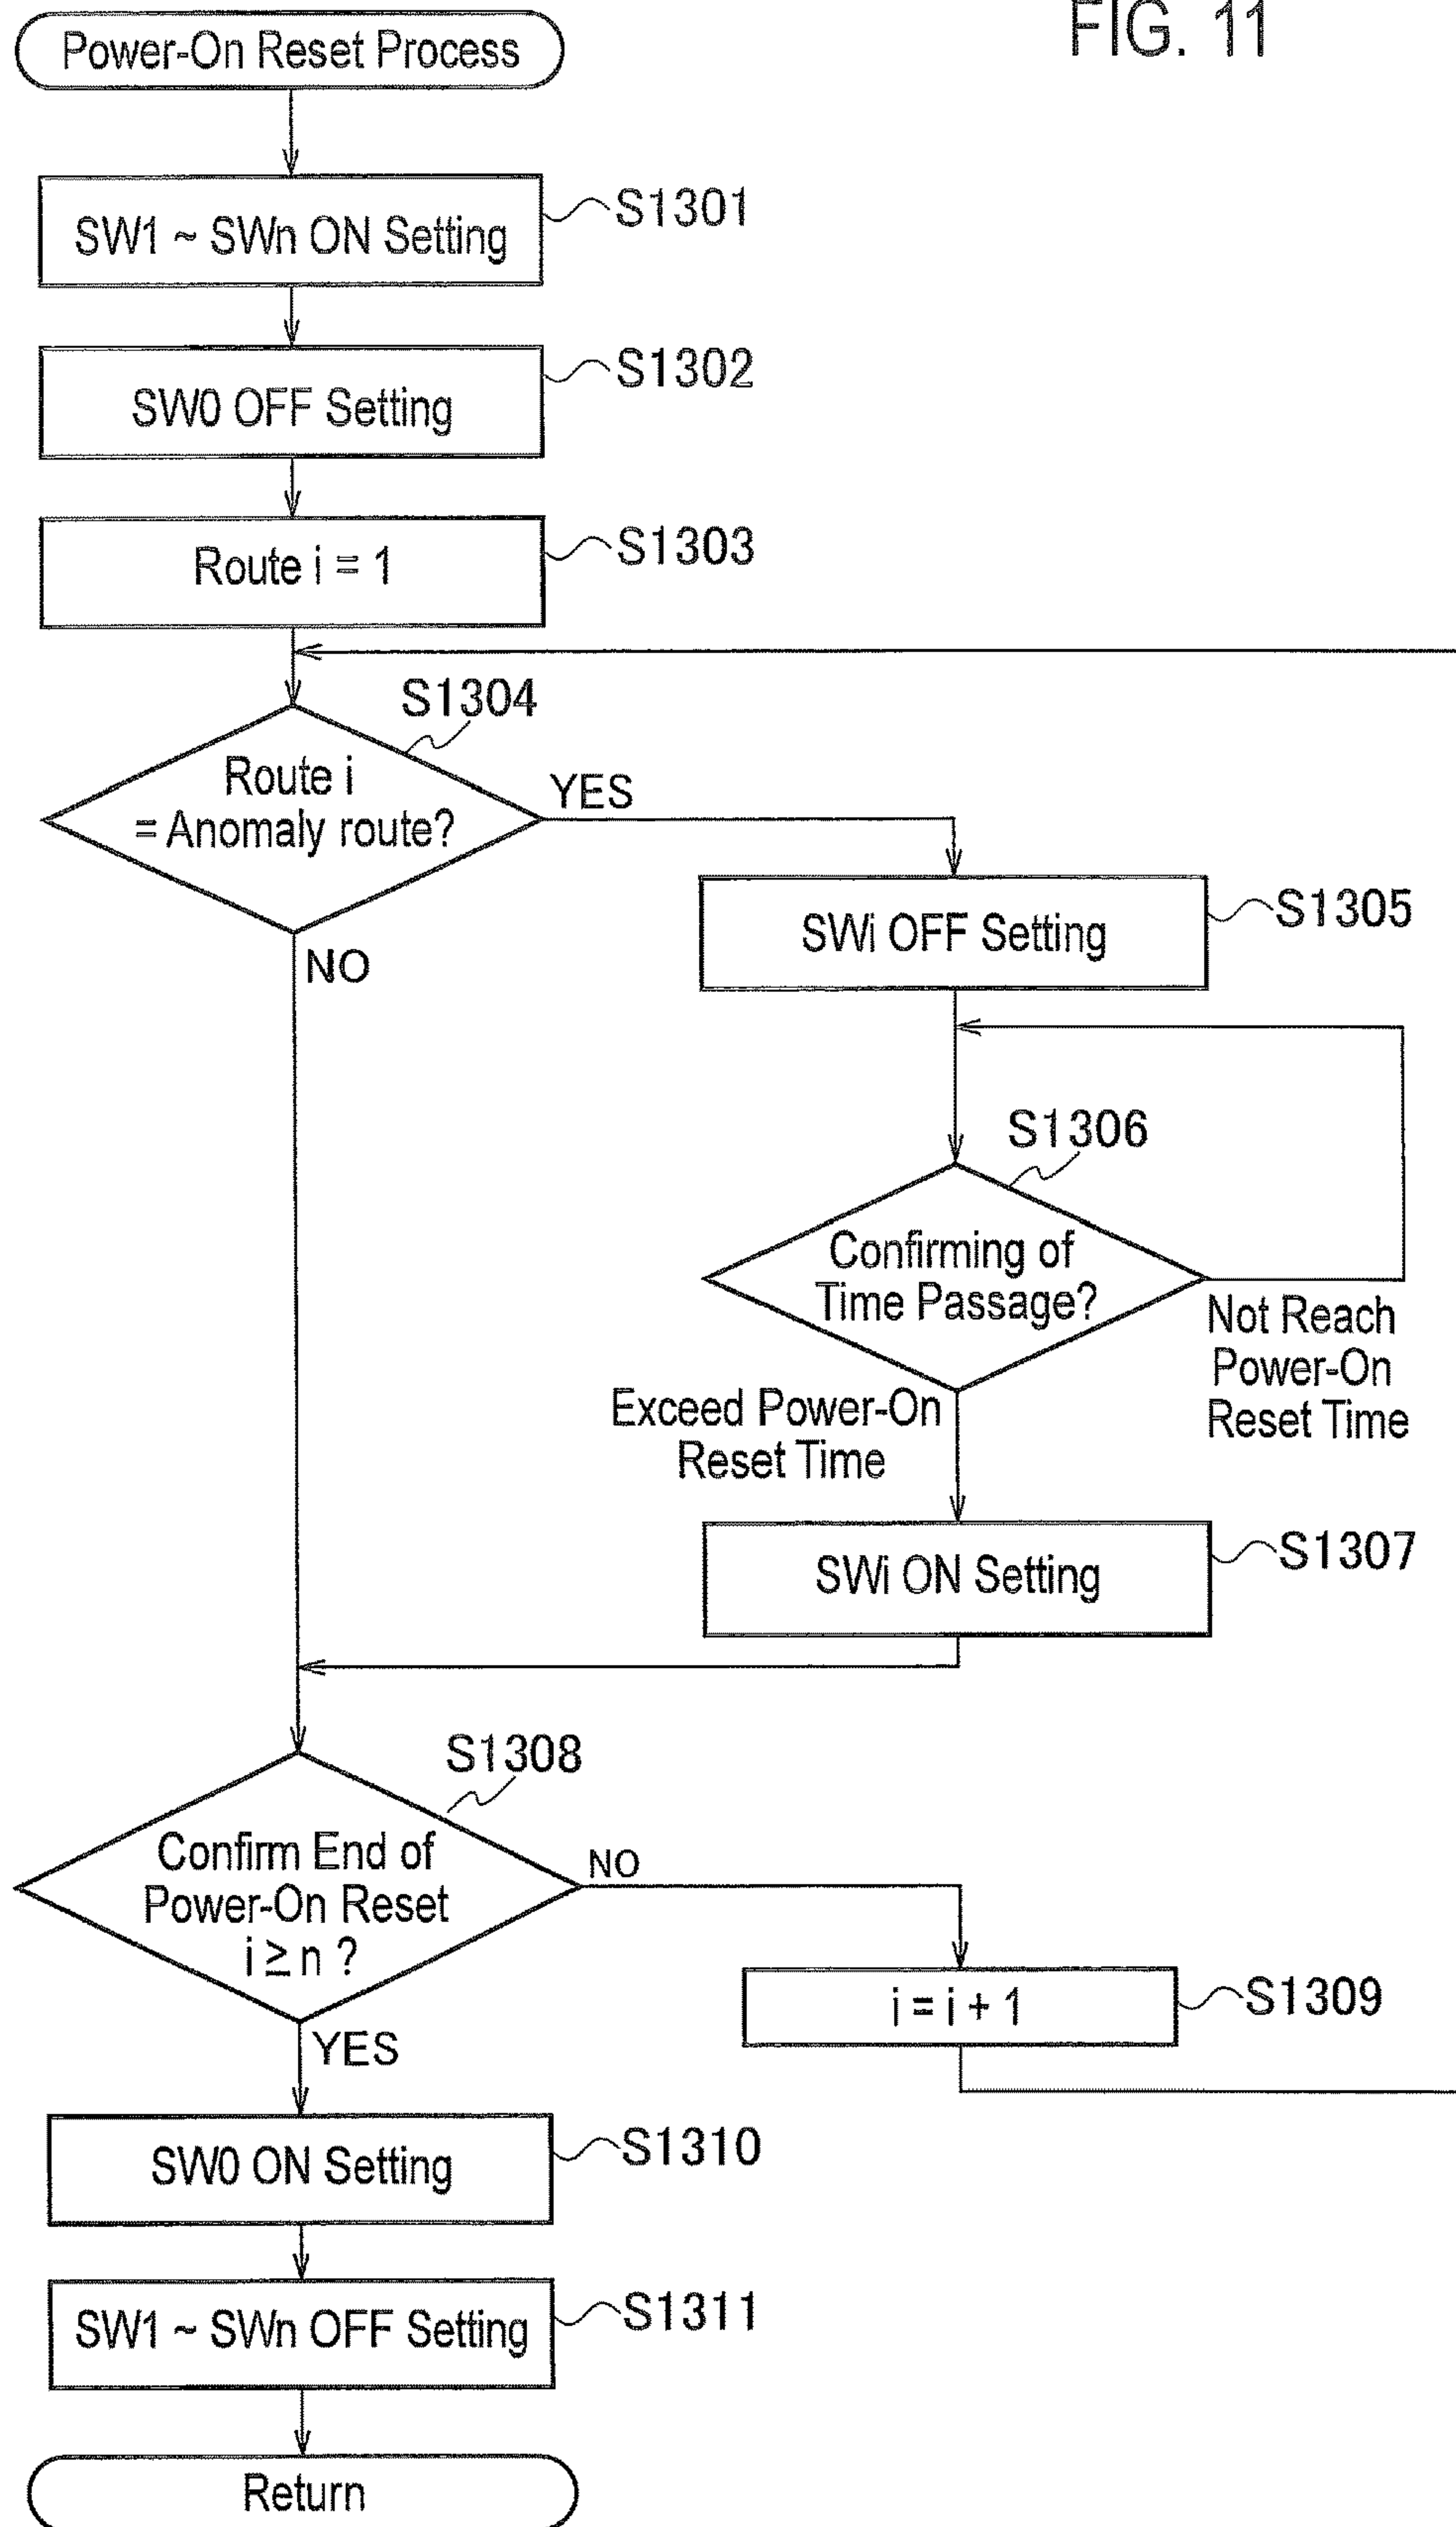 FIG. 11
Power-On Reset Process
SW1 ~ SWn ON Setting
S1301
SW0 OFF Setting
S1302
Route i = 1
S1303
S1304
Route i
= Anomaly route?
YES
NO
SWi OFF Setting
S1305
S1306
Confirming of
Time Passage?
Not Reach
Power-On
Reset Time
Exceed Power-On
Reset Time
SWi ON Setting
S1307
S1308
Confirm End of
Power-On Reset
i ≥ n ?
NO
i = i + 1
S1309
YES
SW0 ON Setting
S1310
SW1 ~ SWn OFF Setting
S1311
Return